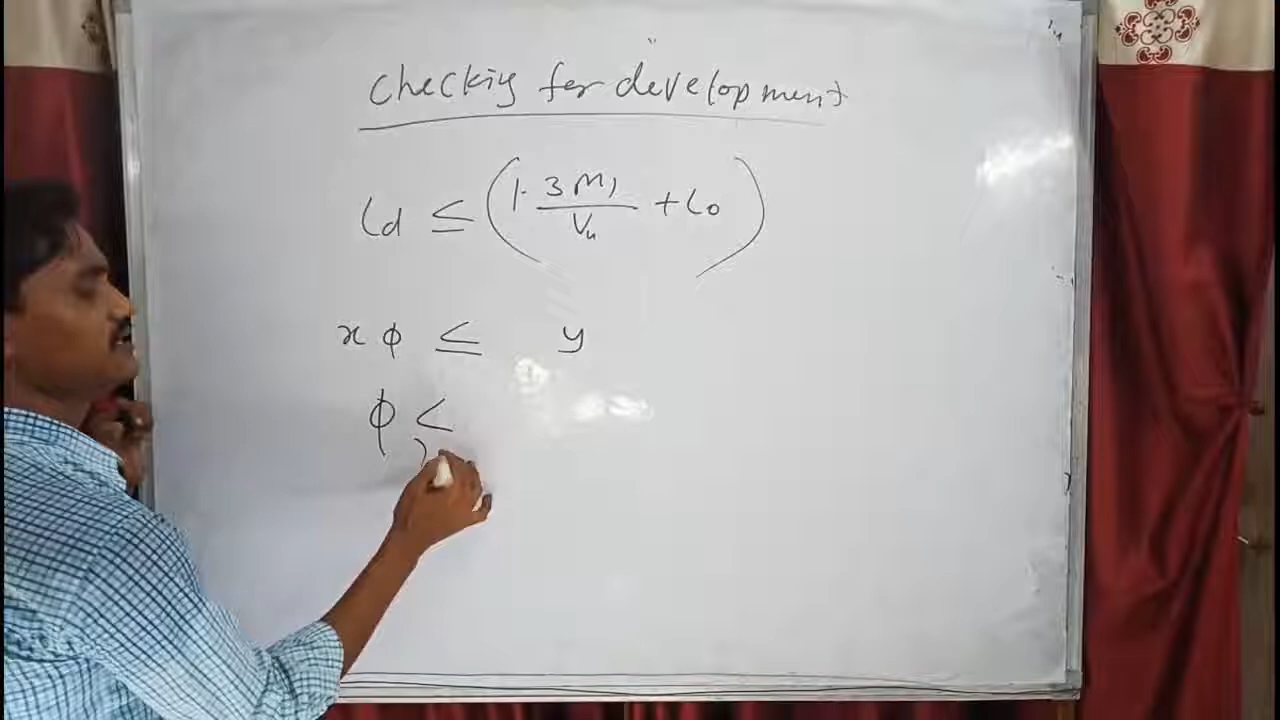 checking for development
Ld ≤ (1.3 M1 / Vu + Lo)
x φ ≤ y
φ ≤